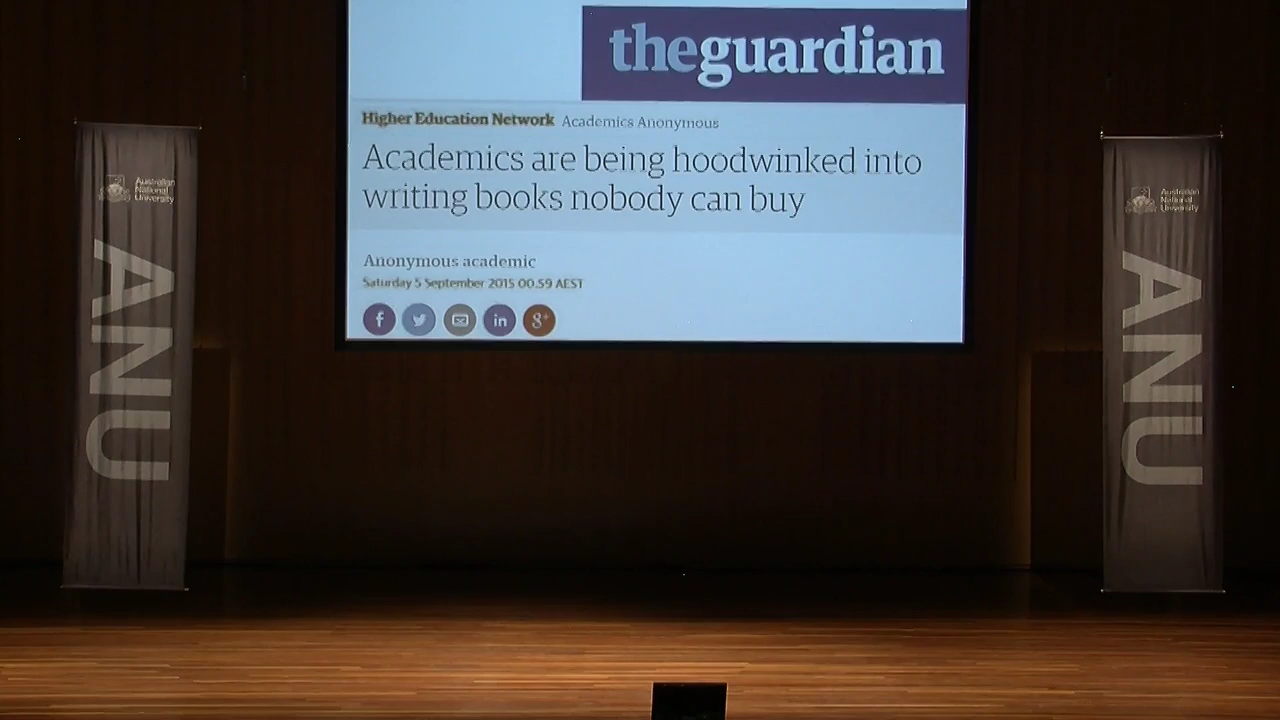 theguardian
Higher Education Network Academics Anonymous
Academics are being hoodwinked into
writing books nobody can buy
Anonymous academic
Saturday 5 September 2015 00.59 AEST
f
in
g+
Australian
National
University
ANU
Australian
National
University
ANU